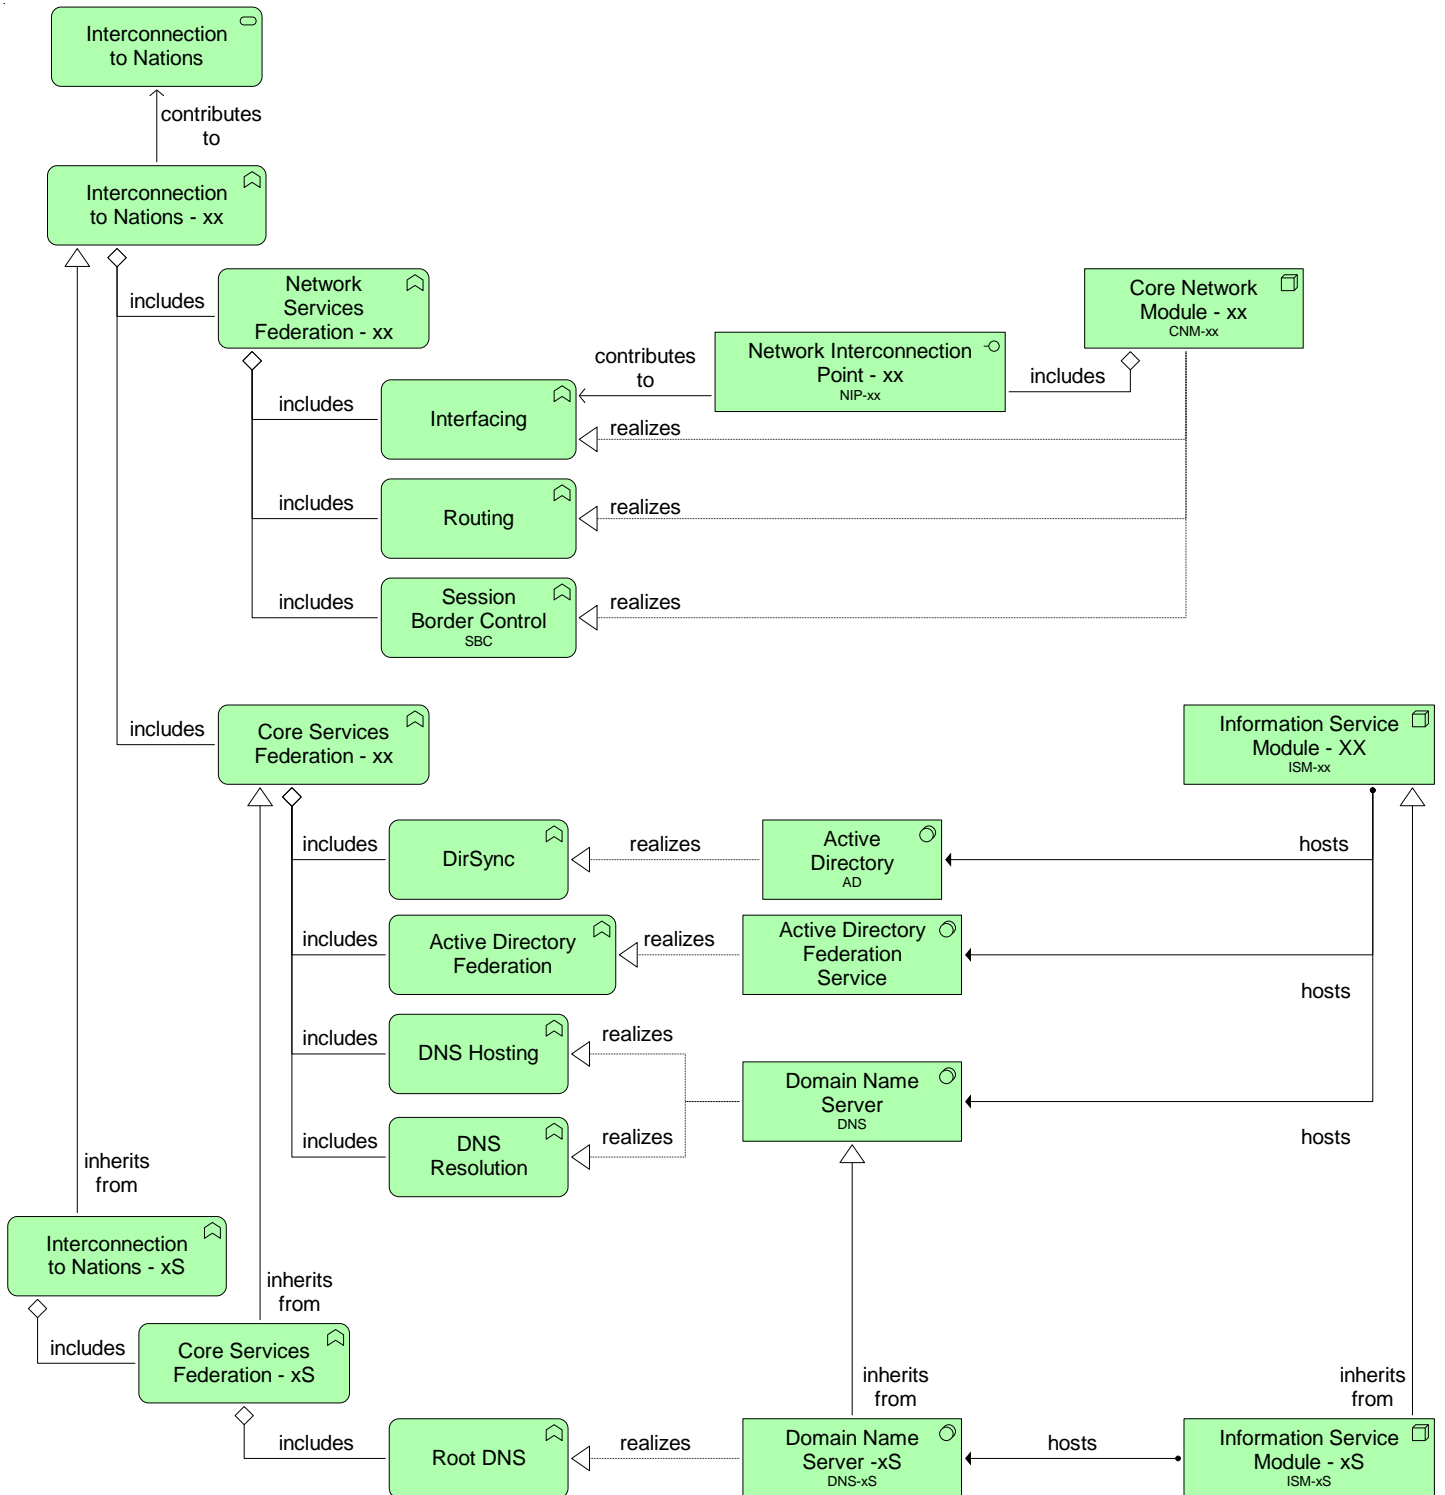 Interconnection
to Nations
contributes
to
Interconnection
to Nations - xx
includes
Network
Services
Federation - xx
Core Network
Module - xx
CNM-xx
contributes
to
Network Interconnection
Point - xx
NIP-xx
includes
includes
Interfacing
realizes
includes
Routing
realizes
includes
Session
Border Control
SBC
realizes
includes
Core Services
Federation - xx
Information Service
Module - XX
ISM-xx
includes
DirSync
realizes
Active
Directory
AD
hosts
includes
Active Directory
Federation
realizes
Active Directory
Federation
Service
hosts
includes
DNS Hosting
realizes
Domain Name
Server
DNS
hosts
includes
DNS
Resolution
realizes
inherits
from
Interconnection
to Nations - xS
inherits
from
includes
Core Services
Federation - xS
inherits
from
inherits
from
includes
Root DNS
realizes
Domain Name
Server -xS
DNS-xS
hosts
Information Service
Module - xS
ISM-xS